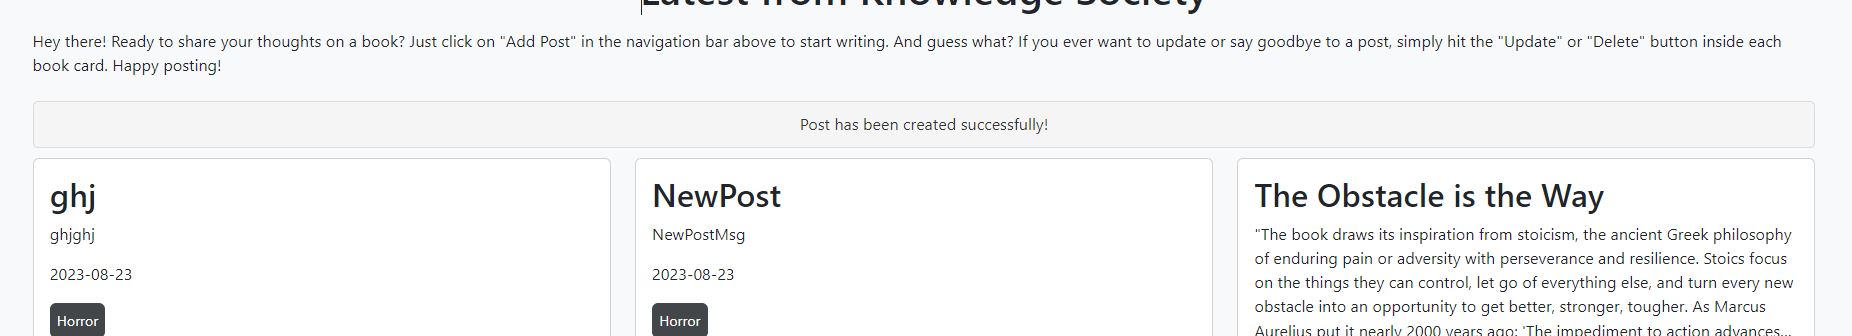 Latest from Knowledge Society
Hey there! Ready to share your thoughts on a book? Just click on "Add Post" in the navigation bar above to start writing. And guess what? If you ever want to update or say goodbye to a post, simply hit the "Update" or "Delete" button inside each
book card. Happy posting!
Post has been created successfully!
ghj
ghjghj
2023-08-23
Horror
NewPost
NewPostMsg
2023-08-23
Horror
The Obstacle is the Way
"The book draws its inspiration from stoicism, the ancient Greek philosophy
of enduring pain or adversity with perseverance and resilience. Stoics focus
on the things they can control, let go of everything else, and turn every new
obstacle into an opportunity to get better, stronger, tougher. As Marcus
Aurelius put it nearly 2000 years ago: 'The impediment to action advances...